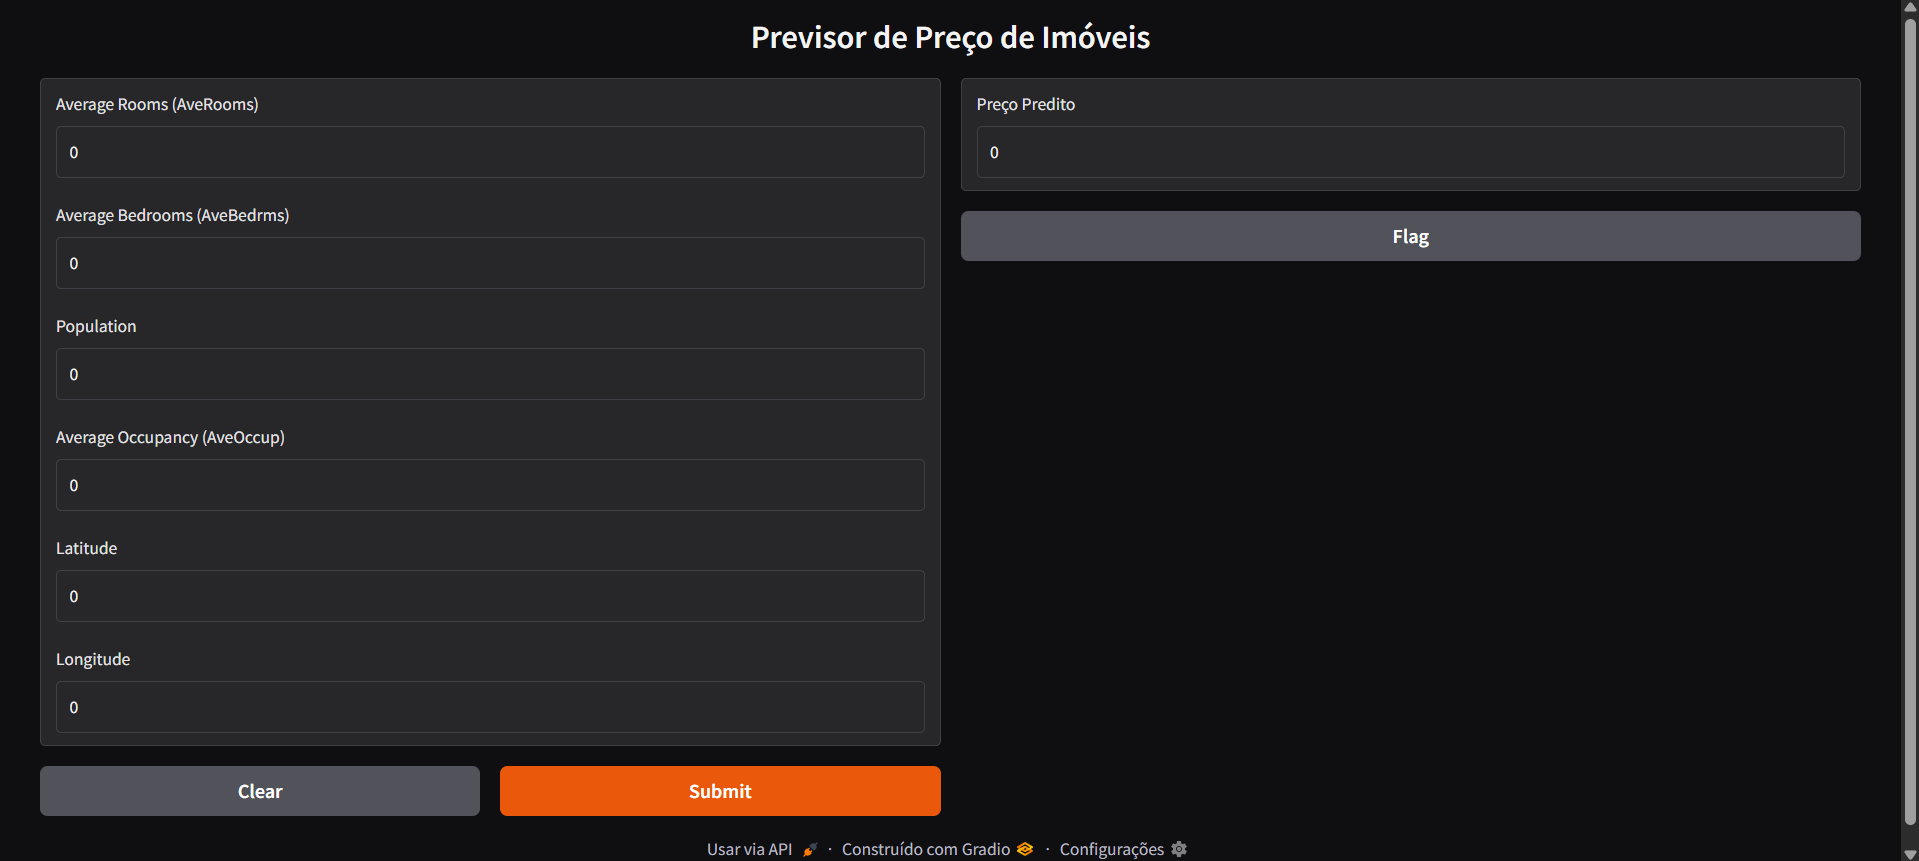 Previsor de Preço de Imóveis
Average Rooms (AveRooms)
0
Average Bedrooms (AveBedrms)
0
Population
0
Average Occupancy (AveOccup)
0
Latitude
0
Longitude
0
Clear
Submit
Preço Predito
0
Flag
Usar via API · Construído com Gradio · Configurações